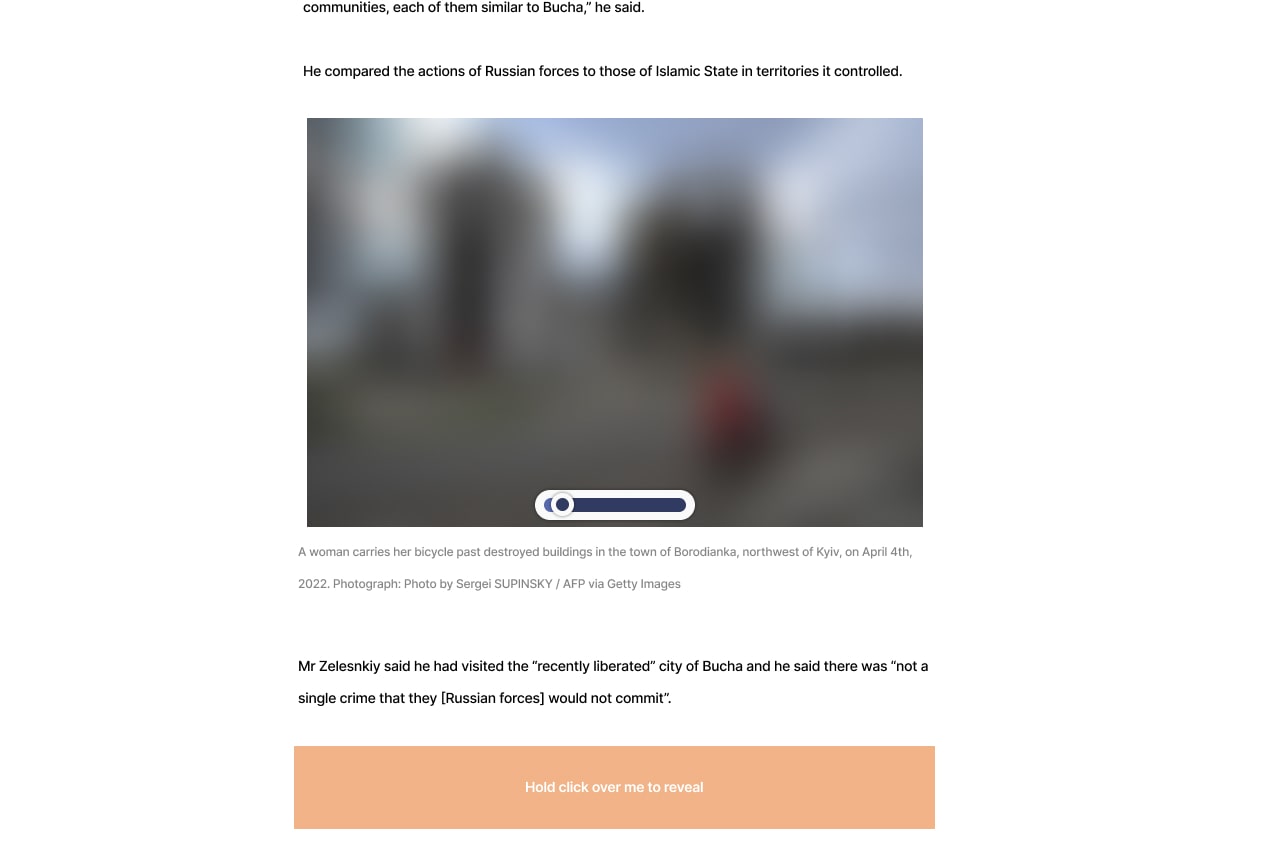 communities, each of them similar to Bucha,” he said.
He compared the actions of Russian forces to those of Islamic State in territories it controlled.
A woman carries her bicycle past destroyed buildings in the town of Borodianka, northwest of Kyiv, on April 4th,
2022. Photograph: Photo by Sergei SUPINSKY / AFP via Getty Images
Mr Zelesnkiy said he had visited the “recently liberated” city of Bucha and he said there was “not a
single crime that they [Russian forces] would not commit”.
Hold click over me to reveal